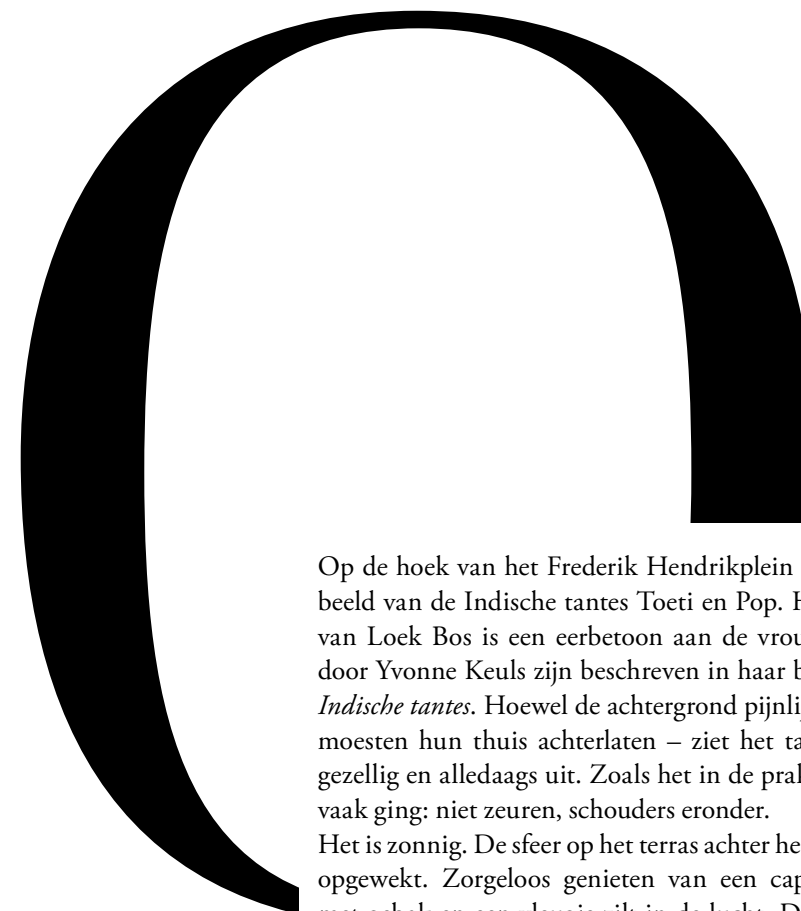 O
Op de hoek van het Frederik Hendrikplein
beeld van de Indische tantes Toeti en Pop.
van Loek Bos is een eerbetoon aan de
door Yvonne Keuls zijn beschreven in haar
Indische tantes. Hoewel de achtergrond
moesten hun thuis achterlaten – ziet het
gezellig en alledaags uit. Zoals het in de
vaak ging: niet zeuren, schouders eronder.
Het is zonnig. De sfeer op het terras achter
opgewekt. Zorgeloos genieten van een